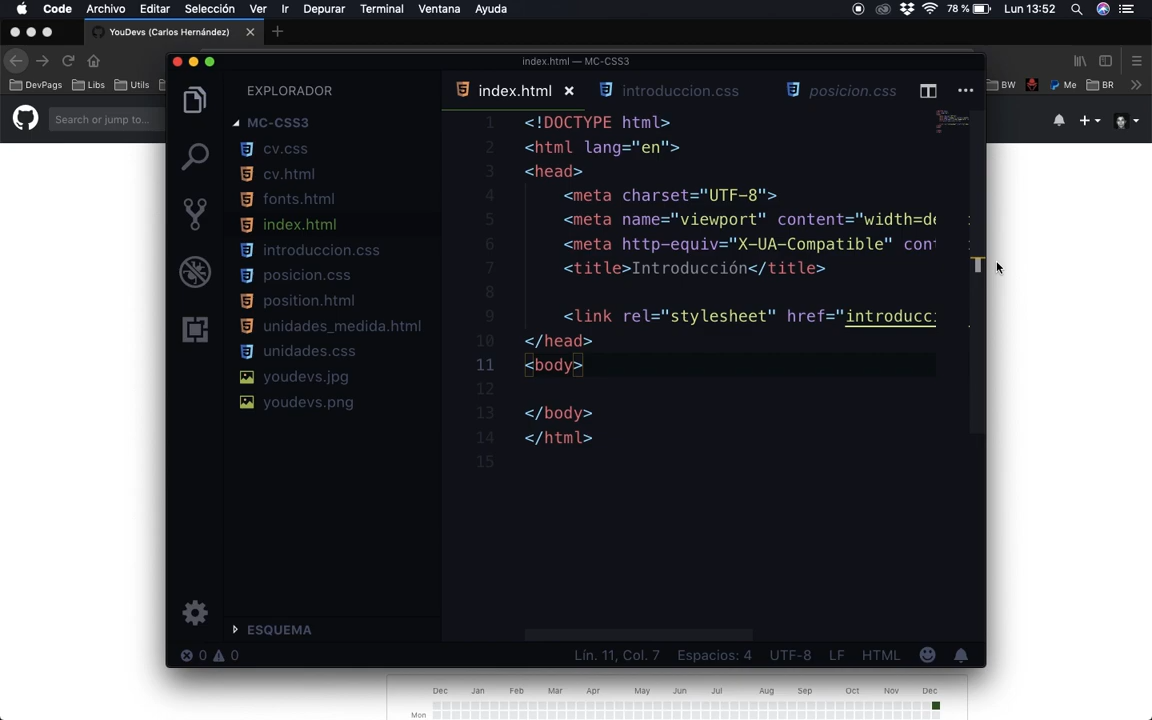 Code Archivo Editar Selección Ver Ir Depurar Terminal Ventana Ayuda 78 % Lun 13:52
YouDevs (Carlos Hernández)
DevPages Libs Utils BW Me BR
Search or jump to...
index.html — MC-CSS3
EXPLORADOR
index.html introduccion.css posicion.css
MC-CSS3
cv.css
cv.html
fonts.html
index.html
introduccion.css
posicion.css
position.html
unidades_medida.html
unidades.css
youdevs.jpg
youdevs.png
ESQUEMA
1 <!DOCTYPE html>
2 <html lang="en">
3 <head>
4 <meta charset="UTF-8">
5 <meta name="viewport" content="width=de
6 <meta http-equiv="X-UA-Compatible" cont
7 <title>Introducción</title>
8
9 <link rel="stylesheet" href="introducci
10 </head>
11 <body>
12
13 </body>
14 </html>
15
0 0 Lín. 11, Col. 7 Espacios: 4 UTF-8 LF HTML
Dec Jan Feb Mar Apr May Jun Jul Aug Sep Oct Nov Dec
Mon